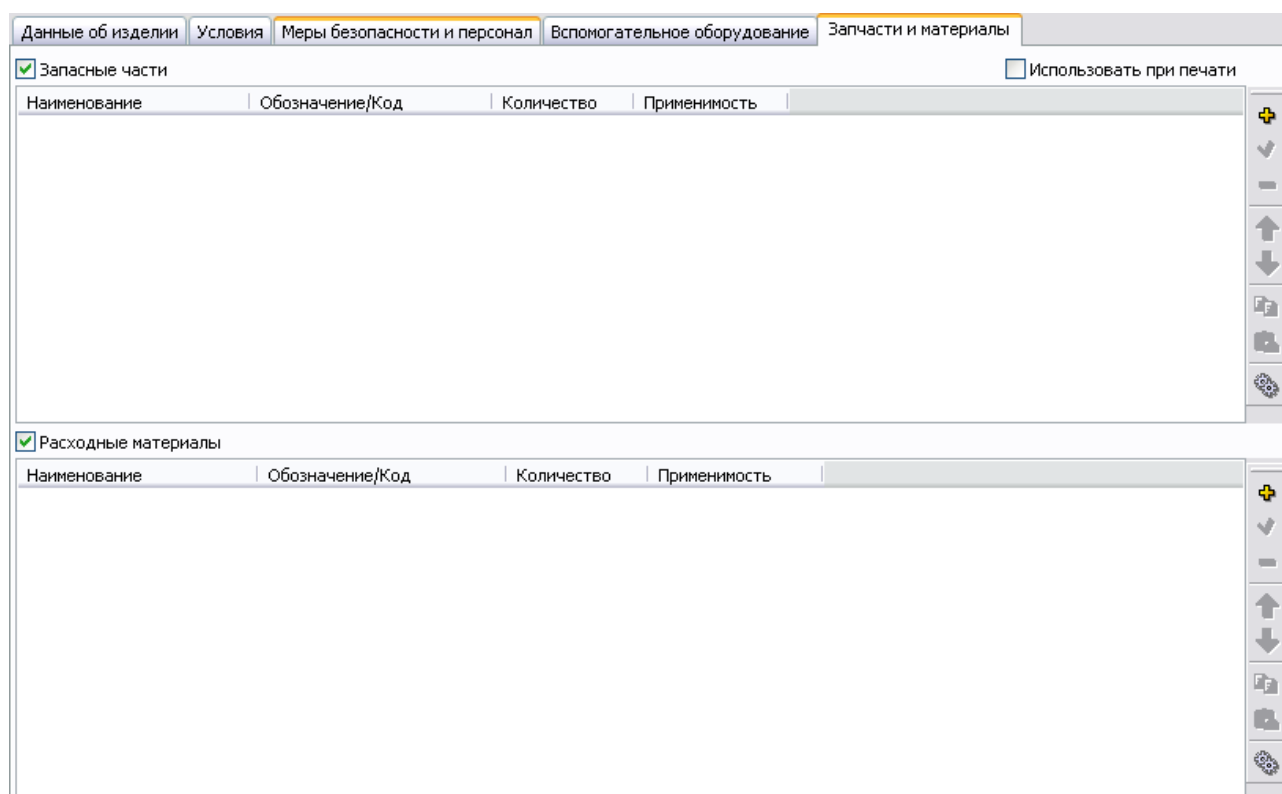 Данные об изделии Условия Меры безопасности и персонал Вспомогательное оборудование Запчасти и материалы
Запасные части Использовать при печати
Наименование Обозначение/Код Количество Применимость
Расходные материалы
Наименование Обозначение/Код Количество Применимость